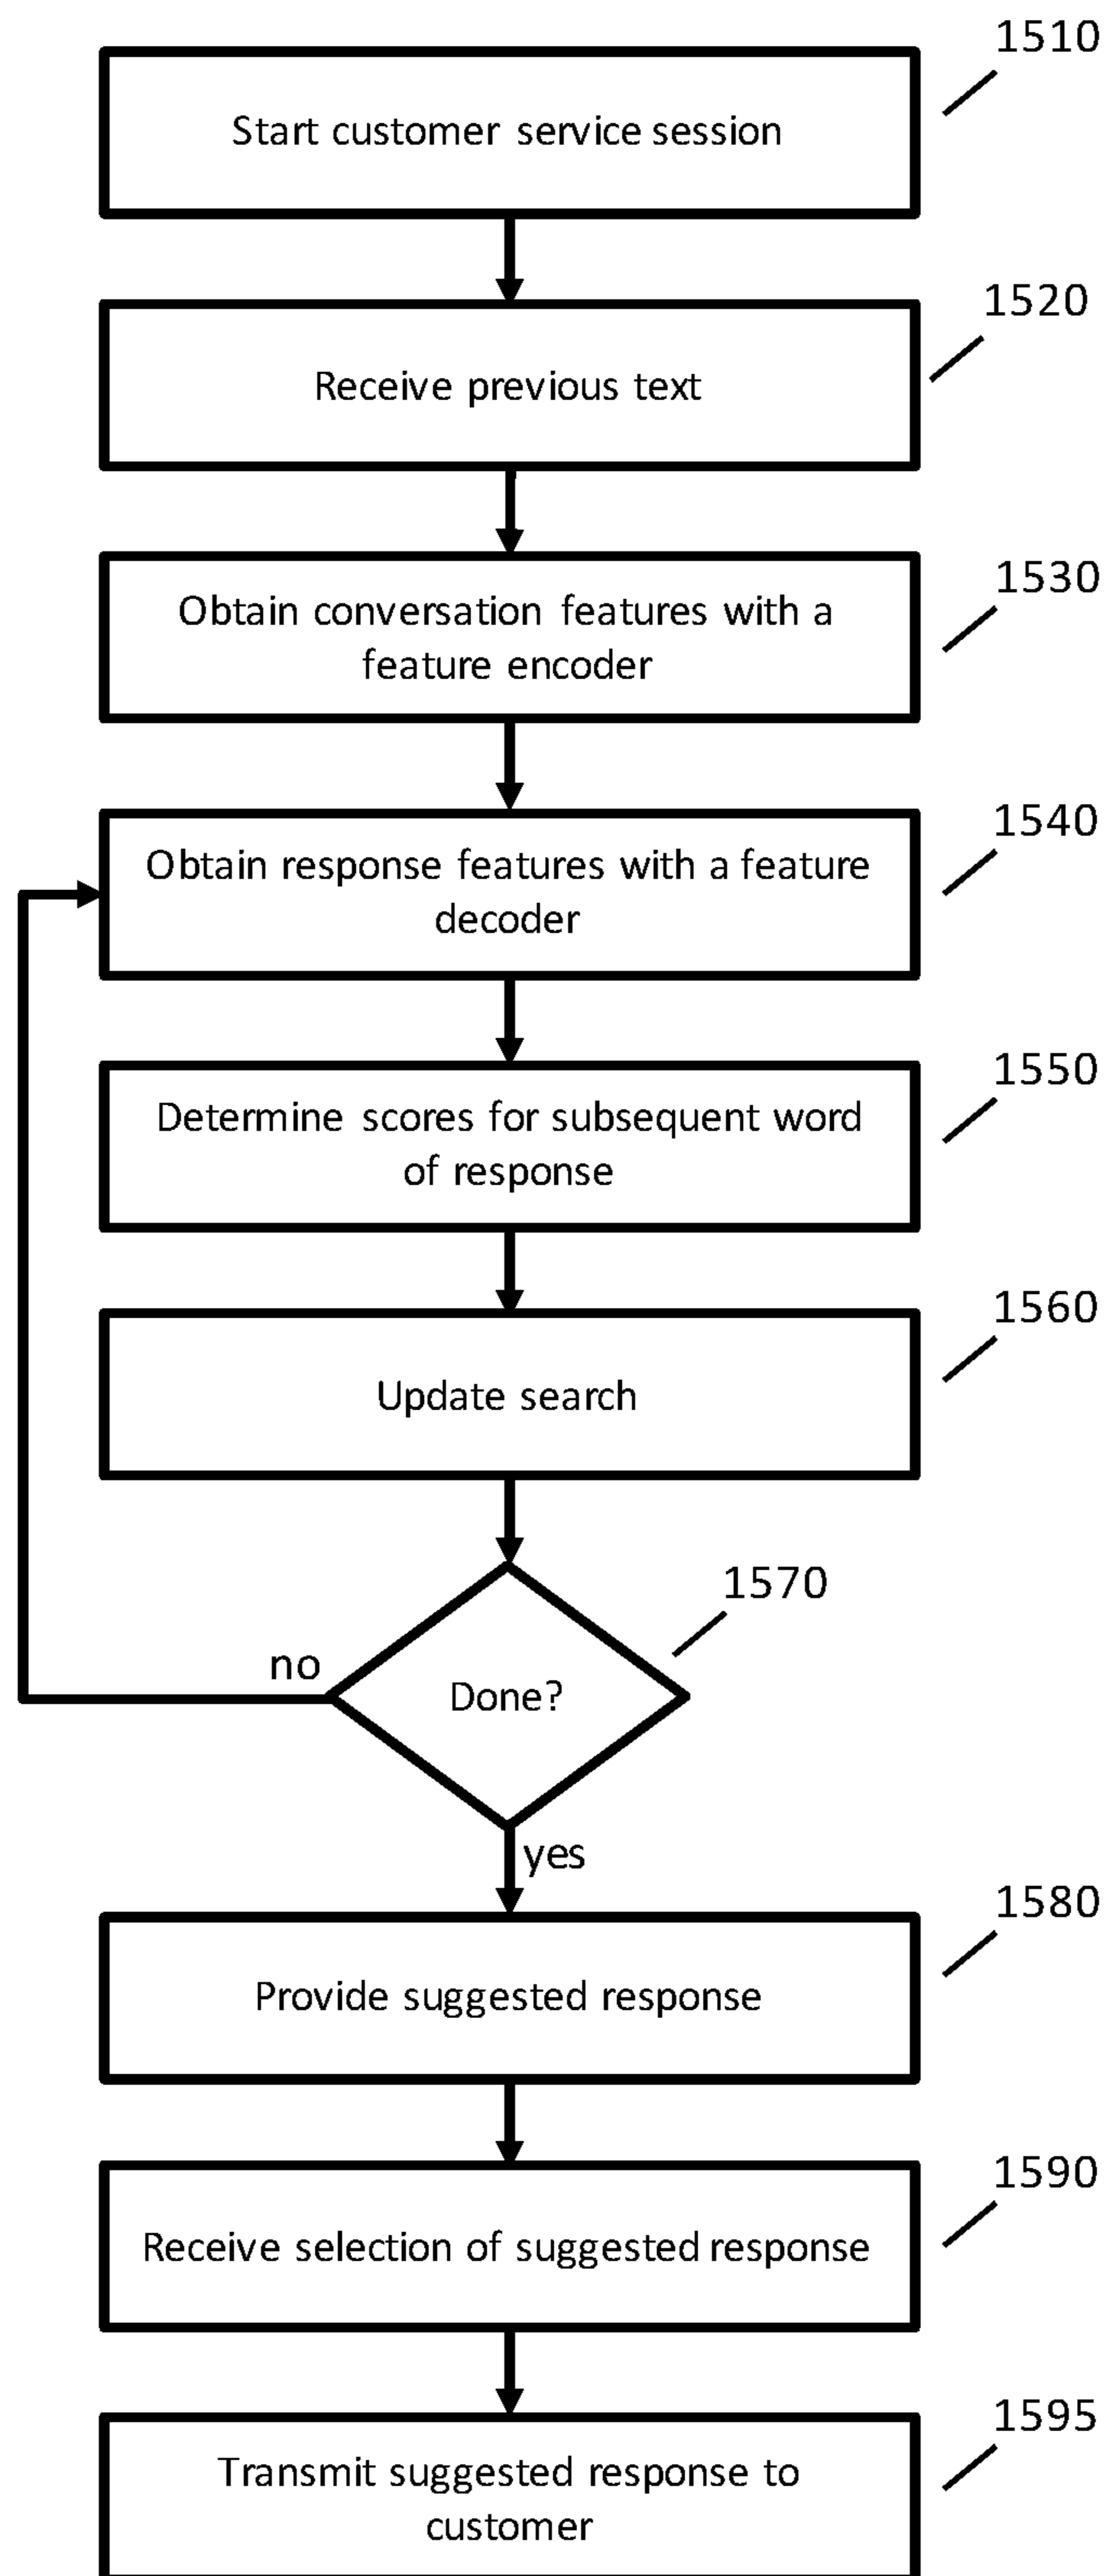 1510
Start customer service session
1520
Receive previous text
1530
Obtain conversation features with a
feature encoder
1540
Obtain response features with a feature
decoder
1550
Determine scores for subsequent word
of response
1560
Update search
1570
no
Done?
yes
1580
Provide suggested response
1590
Receive selection of suggested response
1595
Transmit suggested response to
customer